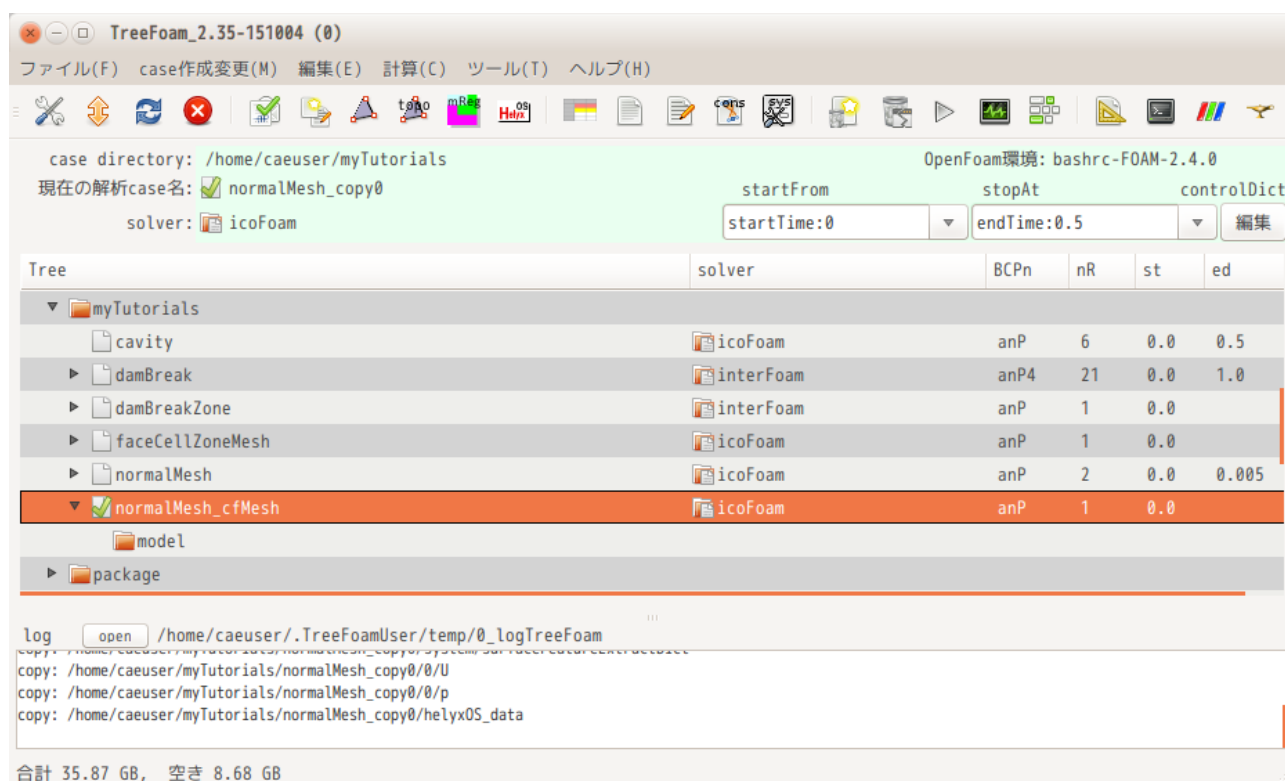 TreeFoam_2.35-151004 (0)
ファイル(F) case作成変更(M) 編集(E) 計算(C) ツール(T) ヘルプ(H)
topo mReg OS Helyx cons sys
case directory: /home/caeuser/myTutorials OpenFoam環境: bashrc-FOAM-2.4.0
現在の解析case名: normalMesh_copy0 startFrom stopAt controlDict
solver: icoFoam startTime:0 endTime:0.5 編集
Tree solver BCPn nR st ed
myTutorials
cavity icoFoam anP 6 0.0 0.5
damBreak interFoam anP4 21 0.0 1.0
damBreakZone interFoam anP 1 0.0
faceCellZoneMesh icoFoam anP 1 0.0
normalMesh icoFoam anP 2 0.0 0.005
normalMesh_cfMesh icoFoam anP 1 0.0
model
package
log open /home/caeuser/.TreeFoamUser/temp/0_logTreeFoam
copy: /home/caeuser/myTutorials/normalMesh_copy0/system/surfaceFeatureExtractDict
copy: /home/caeuser/myTutorials/normalMesh_copy0/0/U
copy: /home/caeuser/myTutorials/normalMesh_copy0/0/p
copy: /home/caeuser/myTutorials/normalMesh_copy0/helyxOS_data
合計 35.87 GB, 空き 8.68 GB